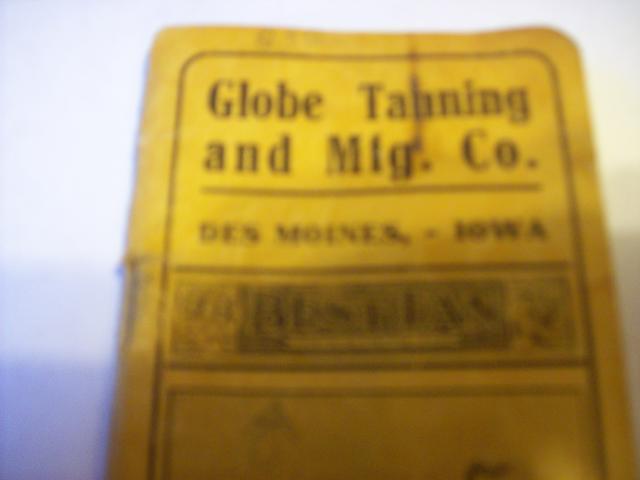 Globe Tanning
and Mfg. Co.
DES MOINES, - IOWA